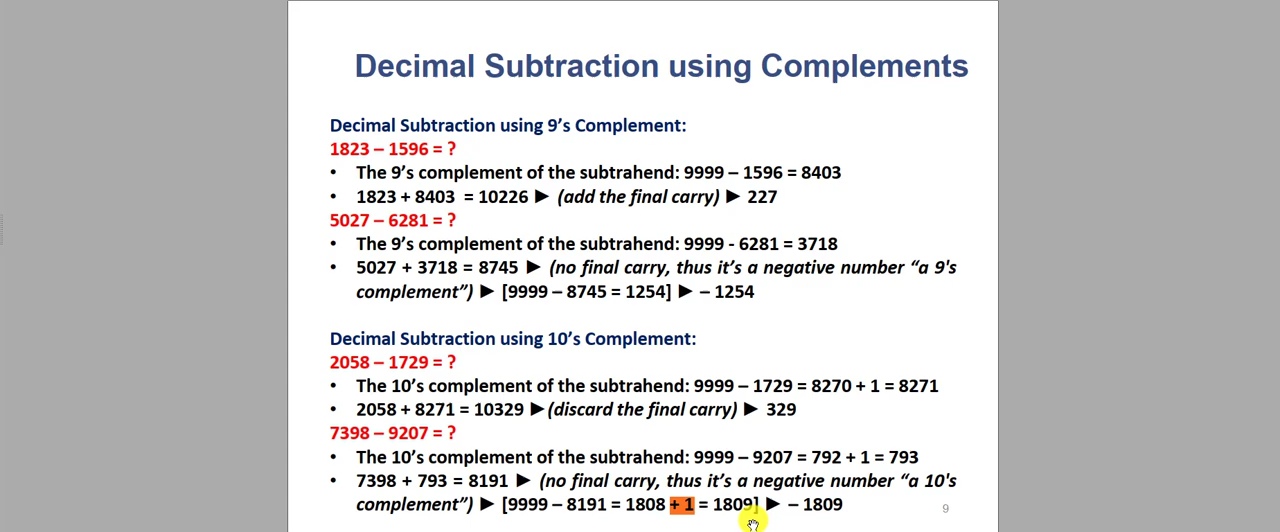 Decimal Subtraction using Complements
Decimal Subtraction using 9's Complement:
1823 – 1596 = ?
• The 9's complement of the subtrahend: 9999 – 1596 = 8403
• 1823 + 8403 = 10226 ► (add the final carry) ► 227
5027 – 6281 = ?
• The 9's complement of the subtrahend: 9999 - 6281 = 3718
• 5027 + 3718 = 8745 ► (no final carry, thus it's a negative number “a 9's
complement”) ► [9999 – 8745 = 1254] ► – 1254
Decimal Subtraction using 10's Complement:
2058 – 1729 = ?
• The 10's complement of the subtrahend: 9999 – 1729 = 8270 + 1 = 8271
• 2058 + 8271 = 10329 ►(discard the final carry) ► 329
7398 – 9207 = ?
• The 10's complement of the subtrahend: 9999 – 9207 = 792 + 1 = 793
• 7398 + 793 = 8191 ► (no final carry, thus it's a negative number “a 10's
complement”) ► [9999 – 8191 = 1808 + 1 = 1809] ► – 1809
9